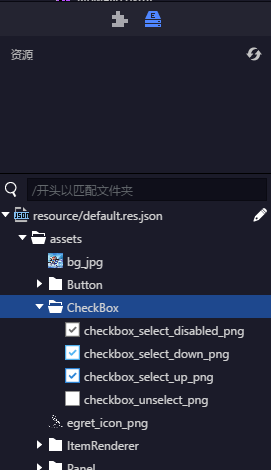 资源
/开头以匹配文件夹
resource/default.res.json
assets
bg_jpg
Button
CheckBox
checkbox_select_disabled_png
checkbox_select_down_png
checkbox_select_up_png
checkbox_unselect_png
egret_icon_png
ItemRenderer
Panel